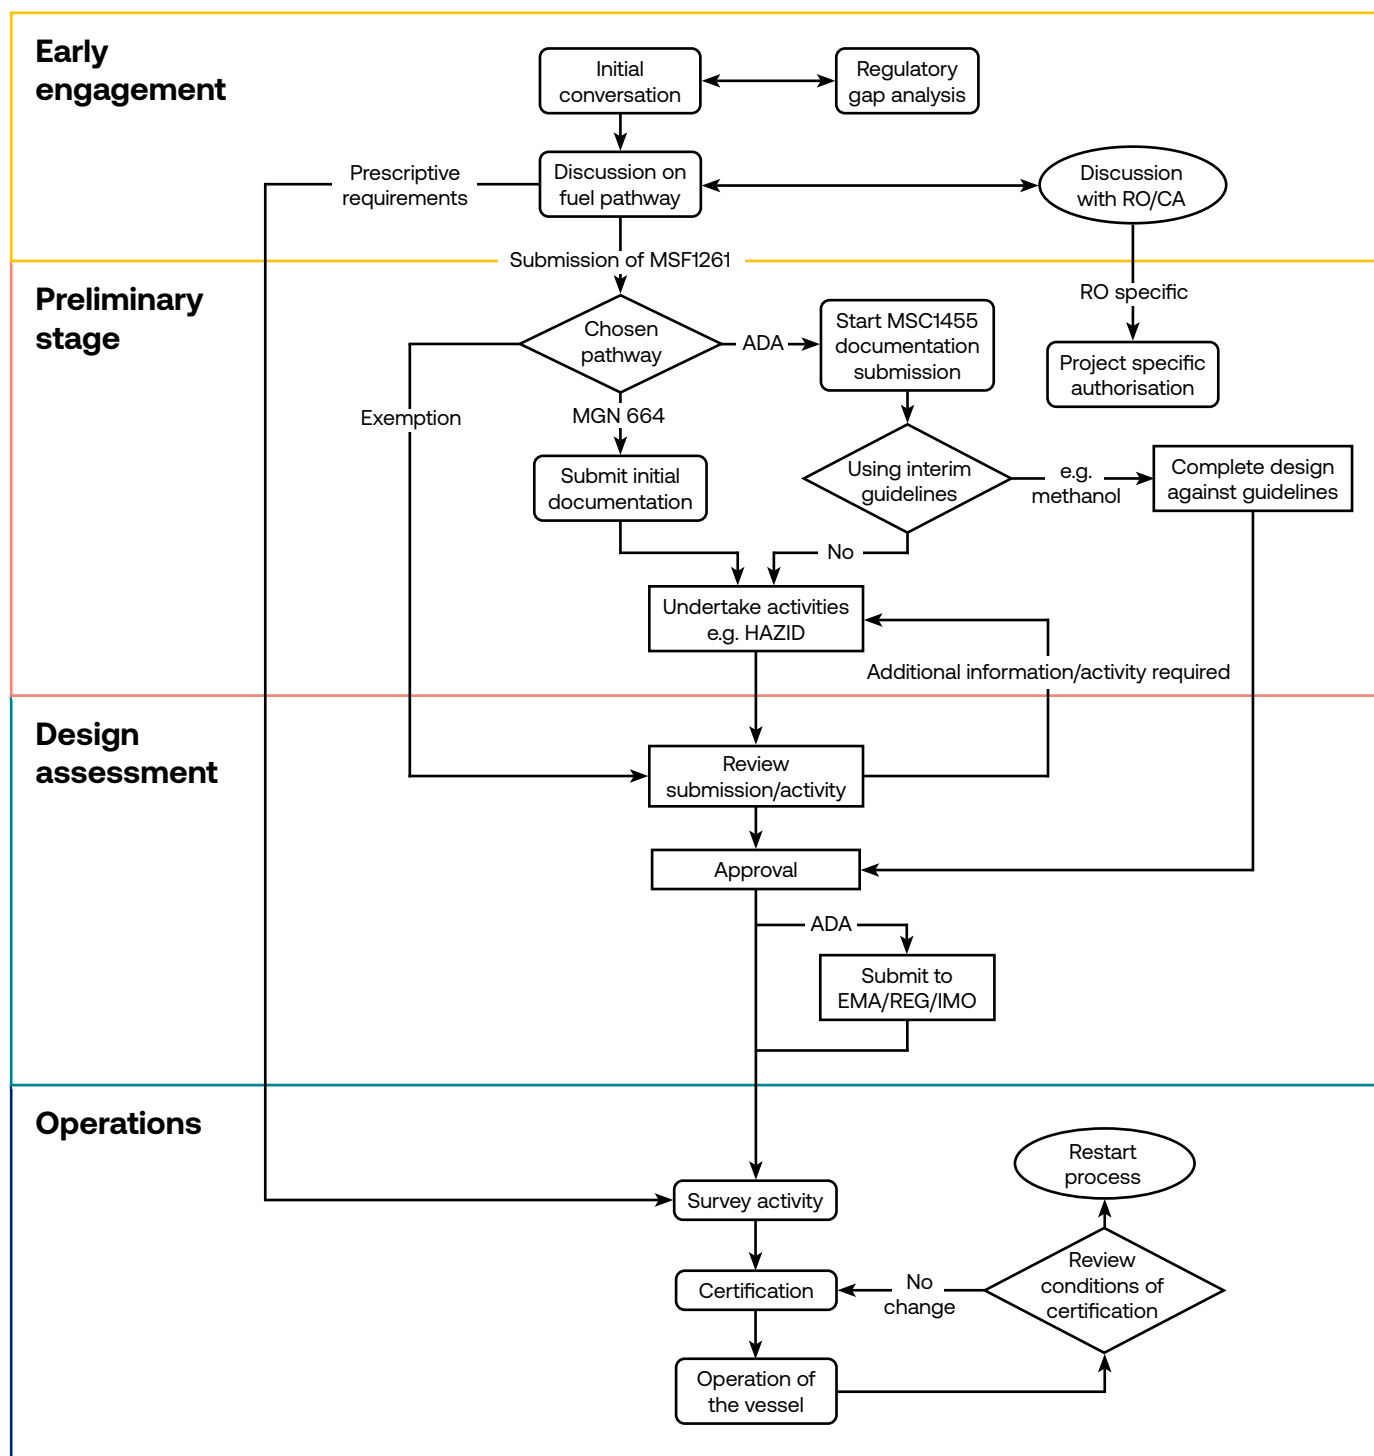 Early
engagement
Initial
conversation
Regulatory
gap analysis
Prescriptive
requirements
Discussion on
fuel pathway
Discussion
with RO/CA
Submission of MSF1261
Preliminary
stage
RO specific
Chosen
pathway
ADA
Start MSC1455
documentation
submission
Project specific
authorisation
Exemption
MGN 664
Submit initial
documentation
Using interim
guidelines
e.g.
methanol
Complete design
against guidelines
No
Undertake activities
e.g. HAZID
Additional information/activity required
Design
assessment
Review
submission/activity
Approval
ADA
Submit to
EMA/REG/IMO
Operations
Restart
process
Survey activity
Review
conditions of
certification
No
change
Certification
Operation of
the vessel